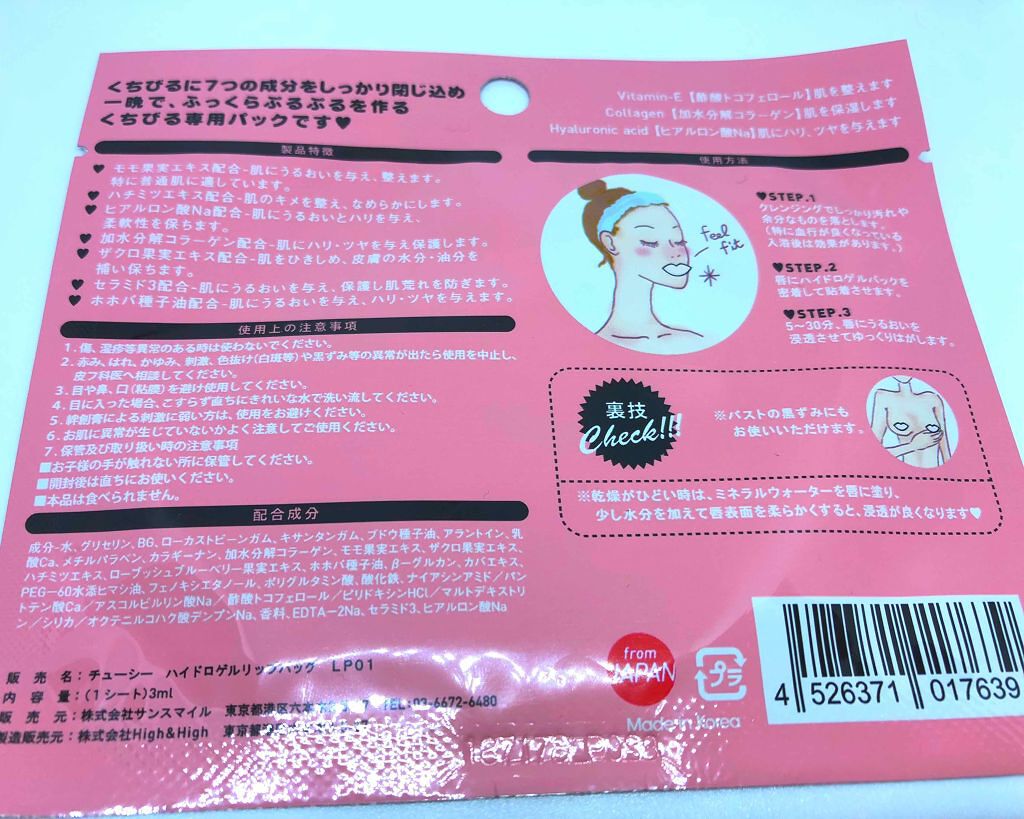 くちびるに7つの成分をしっかり閉じ込め
一晩で、ふっくらぷるぷるを作る
くちびる専用パックです♥
製品特徴
♥ モモ果実エキス配合-肌にうるおいを与え、整えます。
特に普通肌に適しています。
♥ ハチミツエキス配合-肌のキメを整え、なめらかにします。
♥ ヒアルロン酸Na配合-肌にうるおいとハリを与え、
柔軟性を保ちます。
♥ 加水分解コラーゲン配合-肌にハリ・ツヤを与え保護します。
♥ ザクロ果実エキス配合-肌をひきしめ、皮膚の水分・油分を
補い保ちます。
♥ セラミド3配合-肌にうるおいを与え、保護し肌荒れを防ぎます。
♥ ホホバ種子油配合-肌にうるおいを与え、ハリ・ツヤを与えます。
使用上の注意事項
1. 傷、湿疹等異常のある時は使わないでください。
2. 赤み、はれ、かゆみ、刺激、色抜け(白斑等)や黒ずみ等の異常が出たら使用を中止し、
皮フ科医へ相談してください。
3. 目や鼻、口(粘膜)を避け使用してください。
4. 目に入った場合、こすらず直ちにきれいな水で洗い流してください。
5. 幹創膏による刺激に弱い方は、使用をお避けください。
6. お肌に異常が生じていないかよく注意してご使用ください。
7. 保管及び取り扱い時の注意事項
■お子様の手が触れない所に保管してください。
■開封後は直ちにお使いください。
■本品は食べられません。
配合成分
成分-水、グリセリン、BG、ローカストビーンガム、キサンタンガム、ブドウ種子油、アラントイン、乳
酸Ca、メチルパラベン、カラギーナン、加水分解コラーゲン、モモ果実エキス、ザクロ果実エキス、
ハチミツエキス、ローブッシュブルーベリー果実エキス、ホホバ種子油、β-グルカン、カバエキス、
PEG-60水添ヒマシ油、フェノキシエタノール、ポリグルタミン酸、酸化鉄、ナイアシンアミド/パン
トテン酸Ca/アスコルビルリン酸Na/酢酸トコフェロール/ピリドキシンHCl/マルトデキストリ
ン/シリカ/オクテニルコハク酸デンプンNa、香料、EDTA-2Na、セラミド3、ヒアルロン酸Na
販売名:チューシー ハイドロゲルリップパック LP01
内容量:(1シート)3ml
販売元:株式会社サンスマイル 東京都港区六本 TEL:03-6672-6480
製造販売元:株式会社High&High 東京都
Vitamin-E【酢酸トコフェロール】肌を整えます
Collagen【加水分解コラーゲン】肌を保湿します
Hyaluronic acid【ヒアルロン酸Na】肌にハリ、ツヤを与えます
使用方法
feel
fit
♥STEP.1
クレンジングでしっかり汚れや
余分なものを落とします。
(特に血行が良くなっている
入浴後は効果があります。)
♥STEP.2
唇にハイドロゲルパックを
密着して貼着させます。
♥STEP.3
5~30分、唇にうるおいを
浸透させてゆっくりはがします。
裏技
Check!!!
※バストの黒ずみにも
お使いいただけます。
※乾燥がひどい時は、ミネラルウォーターを唇に塗り、
少し水分を加えて唇表面を柔らかくすると、浸透が良くなります♥
from
JAPAN
プラ
Made in Korea
4 526371 017639